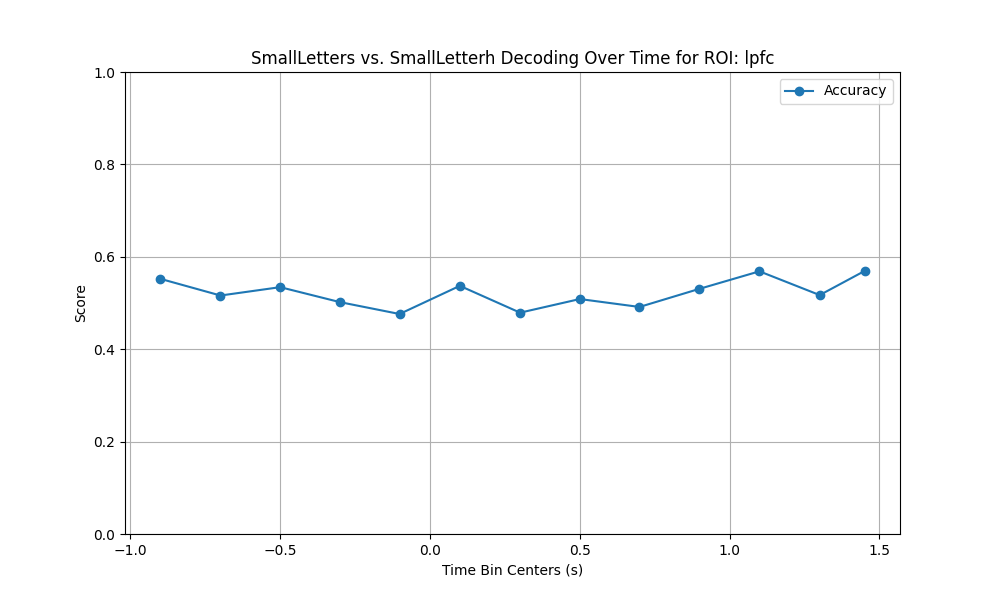 SmallLetters vs. SmallLetterh Decoding Over Time for ROI: lpfc
Accuracy
1.0
0.8
0.6
0.4
0.2
0.0
Score
−1.0 −0.5 0.0 0.5 1.0 1.5
Time Bin Centers (s)